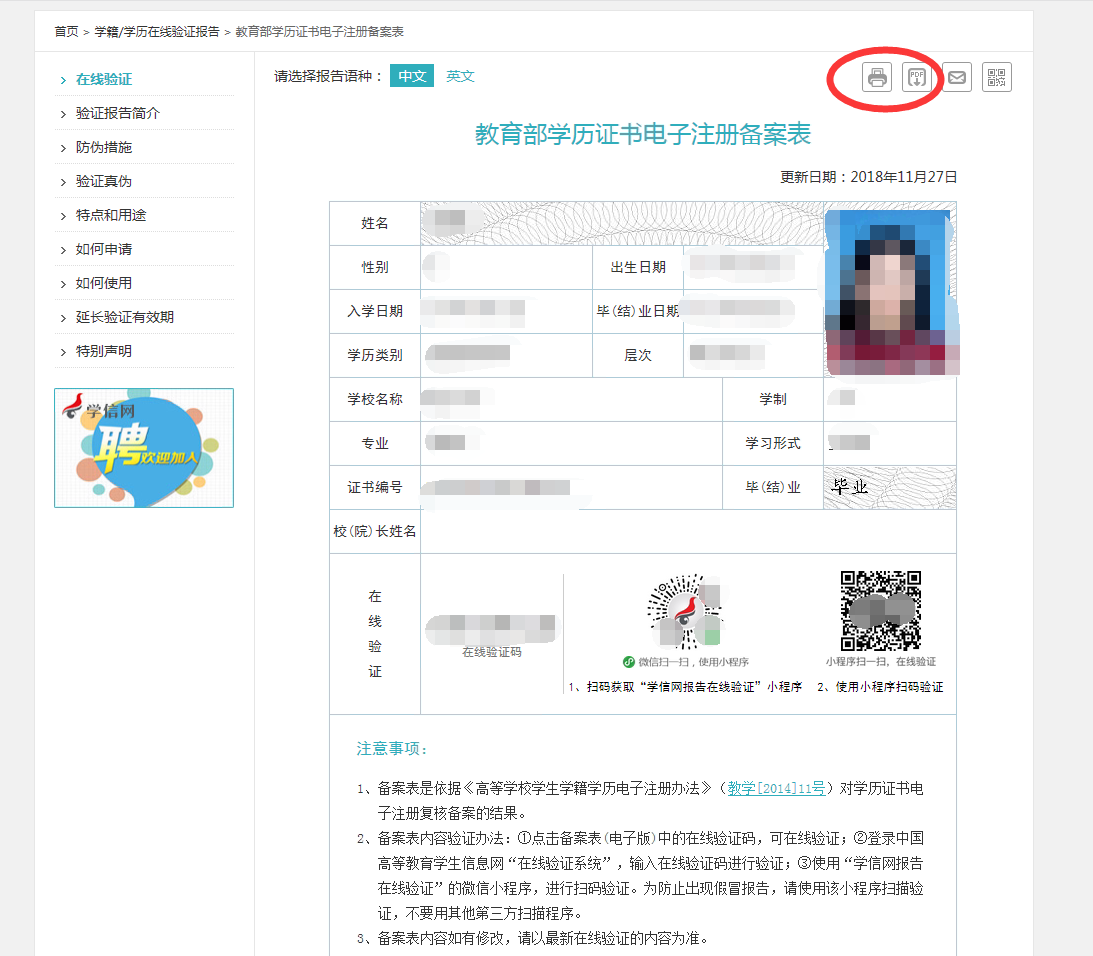 首页 > 学籍/学历在线验证报告 > 教育部学历证书电子注册备案表
在线验证
验证报告简介
防伪措施
验证真伪
特点和用途
如何申请
如何使用
延长验证有效期
特别声明
学信网
聘 欢迎加入
请选择报告语种： 中文 英文
PDF
教育部学历证书电子注册备案表
更新日期：2018年11月27日
姓名
性别 出生日期
入学日期 毕(结)业日期
学历类别 层次
学校名称 学制
专业 学习形式
证书编号 毕(结)业 毕业
校(院)长姓名
在线验证
在线验证码
微信扫一扫，使用小程序
小程序扫一扫，在线验证
1、扫码获取“学信网报告在线验证”小程序
2、使用小程序扫码验证
注意事项：
1、备案表是依据《高等学校学生学籍学历电子注册办法》（教学[2014]11号）对学历证书电
子注册复核备案的结果。
2、备案表内容验证办法：①点击备案表(电子版)中的在线验证码，可在线验证；②登录中国
高等教育学生信息网“在线验证系统”，输入在线验证码进行验证；③使用“学信网报告
在线验证”的微信小程序，进行扫码验证。为防止出现假冒报告，请使用该小程序扫描验
证，不要用其他第三方扫描程序。
3、备案表内容如有修改，请以最新在线验证的内容为准。